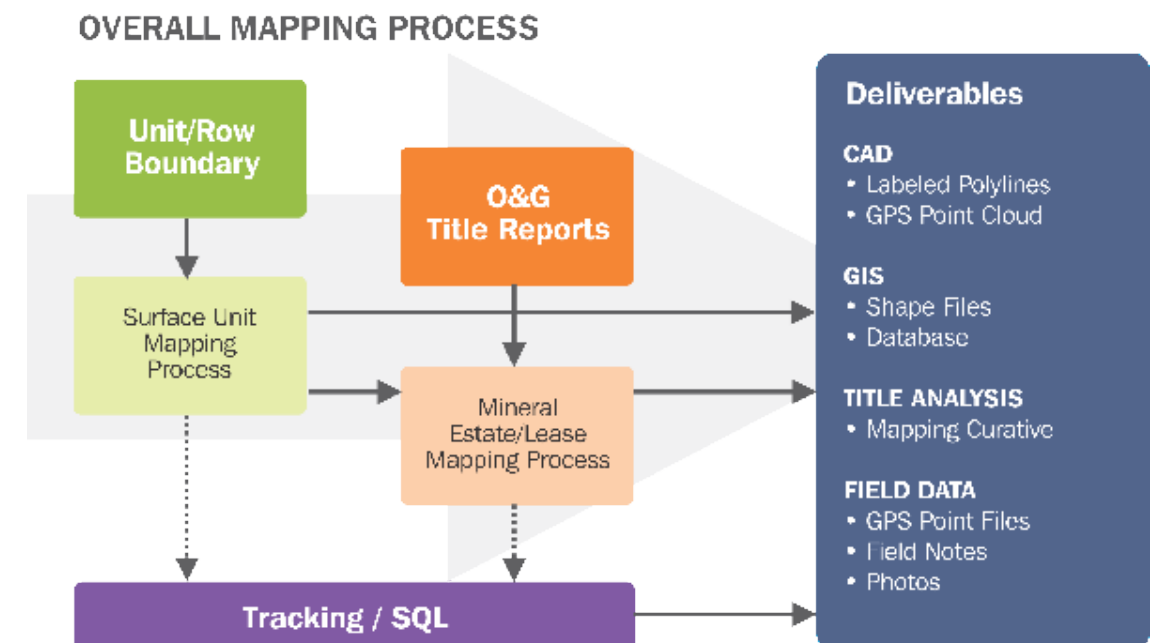 OVERALL MAPPING PROCESS
Unit/Row
Boundary
O&G
Title Reports
Surface Unit
Mapping
Process
Mineral
Estate/Lease
Mapping Process
Tracking / SQL
Deliverables
CAD
• Labeled Polylines
• GPS Point Cloud
GIS
• Shape Files
• Database
TITLE ANALYSIS
• Mapping Curative
FIELD DATA
• GPS Point Files
• Field Notes
• Photos